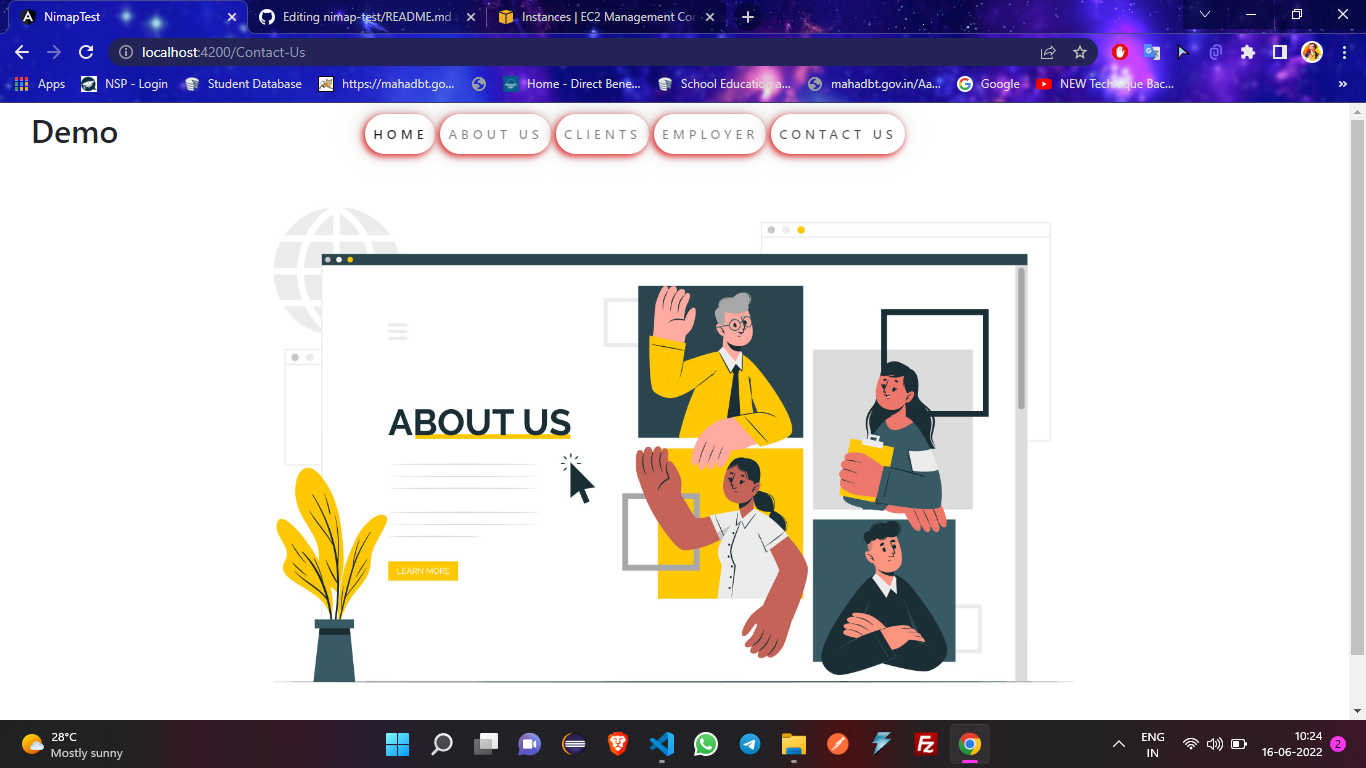 NimapTest
Editing nimap-test/README.md
Instances | EC2 Management Con
localhost:4200/Contact-Us
Apps
NSP - Login
Student Database
https://mahadbt.go...
Home - Direct Bene...
School Education a...
mahadbt.gov.in/Aa...
Google
NEW Technique Bac...
»
Demo
HOME
ABOUT US
CLIENTS
EMPLOYER
CONTACT US
ABOUT US
LEARN MORE
28°C
Mostly sunny
Fz
ENG
IN
10:24
16-06-2022
2